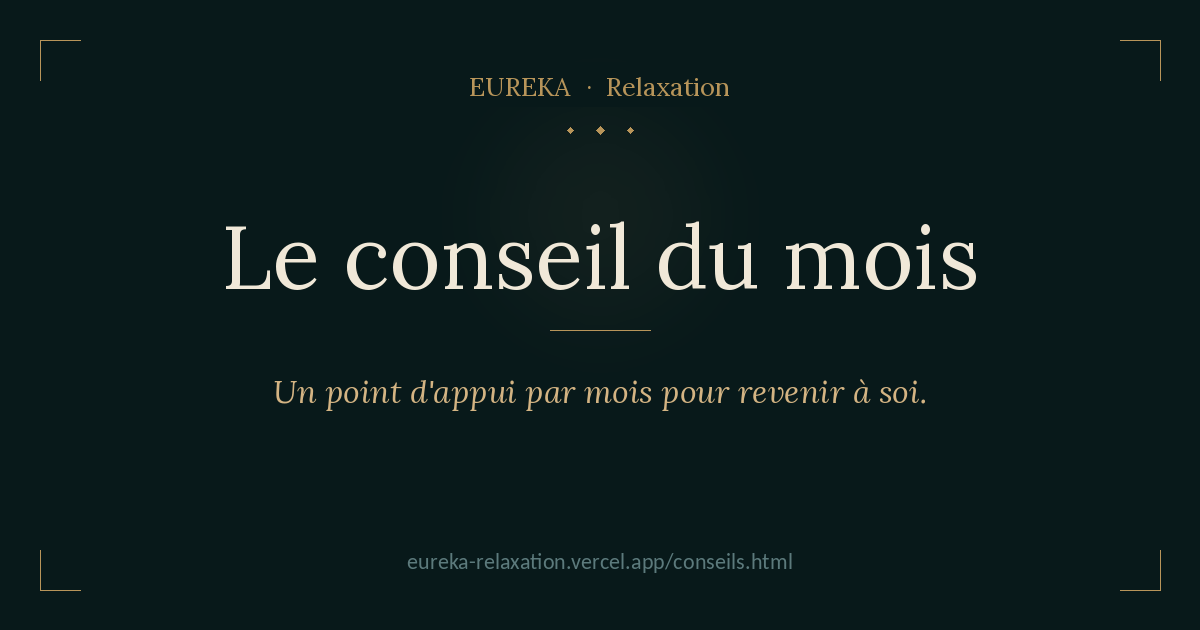 EUREKA · Relaxation
Le conseil du mois
Un point d'appui par mois pour revenir à soi.
eureka-relaxation.vercel.app/conseils.html